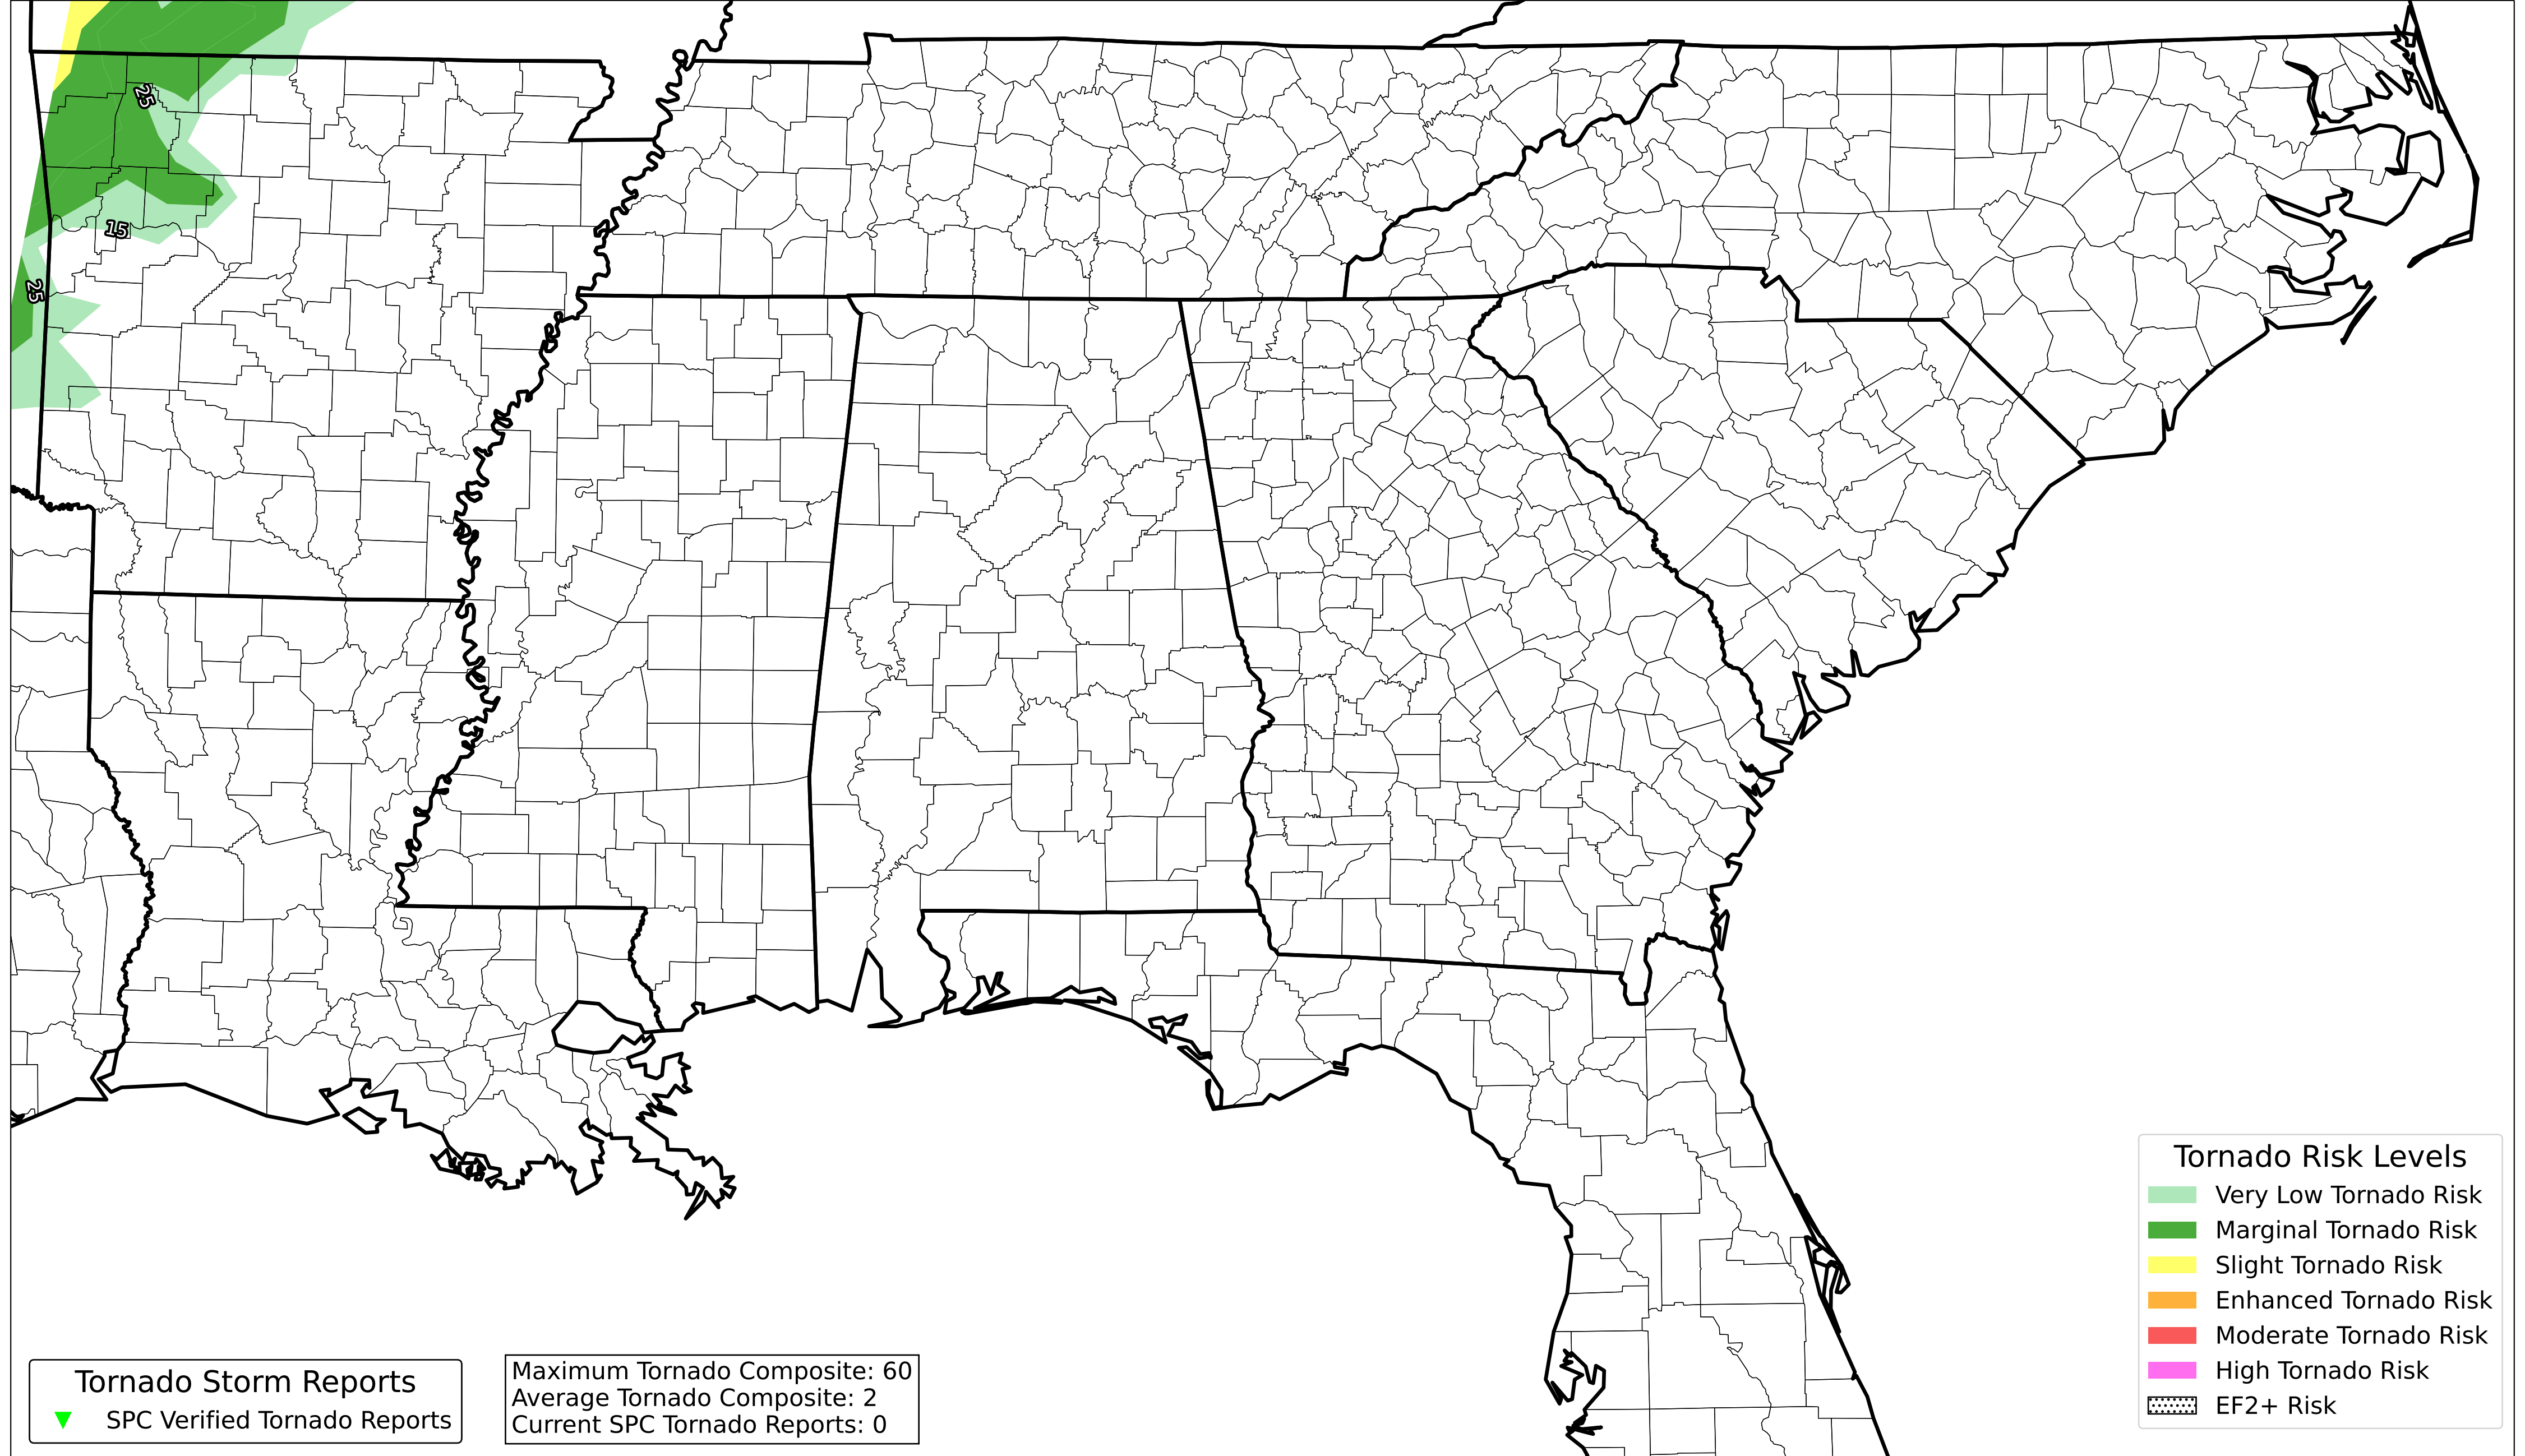 25
15
25
Tornado Risk Levels
Very Low Tornado Risk
Marginal Tornado Risk
Slight Tornado Risk
Enhanced Tornado Risk
Moderate Tornado Risk
High Tornado Risk
EF2+ Risk
Tornado Storm Reports
SPC Verified Tornado Reports
Maximum Tornado Composite: 60
Average Tornado Composite: 2
Current SPC Tornado Reports: 0